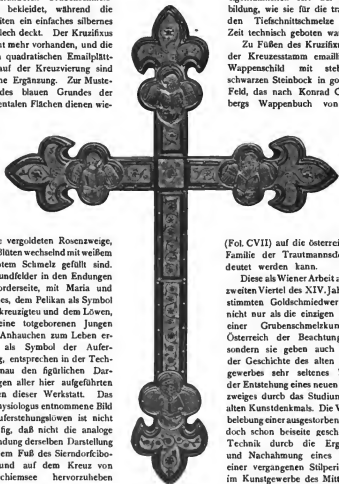 bekleidet, während die
iten ein einfaches silbernes
lech deckt. Der Kruzifixus
ht mehr vorhanden, und die
quadratischen Emailplätt-
auf der Kreuzvierung sind
ne Ergänzung. Zur Muste-
des blauen Grundes der
entalen Flächen dienen wie-
e vergoldeten Rosenzweige,
Blüten wechselnd mit weißem
otem Schmelz gefüllt sind.
undfelder in den Endungen
orderseite, mit Maria und
es, dem Pelikan als Symbol
kreuzigten und dem Löwen,
eine totgeborenen Jungen
Anhauchen zum Leben er-
als Symbol der Aufer-
g, entsprechen in der Tech-
nau den figürlichen Dar-
gen aller hier aufgeführten
en dieser Werkstatt. Das
hysiologus entnommene Bild
uferstehungslöwen ist nicht
fig, daß nicht die analoge
ndung derselben Darstellung
em Fuß des Sierndorfcibo-
und auf dem Kreuz von
chiemsee hervorzuheben
bildung, wie sie für die tra
den Tiefschnittschmelze
Zeit technisch geboten war
Zu Füßen des Kruzifixu
der Kreuzesstamm emailli
Wappenschild mit steh
schwarzen Steinbock in go
Feld, das nach Konrad G
bergs Wappenbuch von
(Fol. CVII) auf die österreic
Familie der Trautmannsdo
deutet werden kann.
Diese als Wiener Arbeit a
zweiten Viertel des XIV. Jah
stimmten Goldschmiedwer
nicht nur als die einzigen
einer Grubenschmelzkun
Österreich der Beachtung
sondern sie geben auch
der Geschichte des alten
gewerbes sehr seltenes
der Entstehung eines neuen
zweiges durch das Studium
alten Kunstdenkmals. Die V
belebung einer ausgestorben
doch schon beiseite gesch
Technik durch die Erg
und Nachahmung eines
einer vergangenen Stilperi
im Kunstgewerbe des Mitt